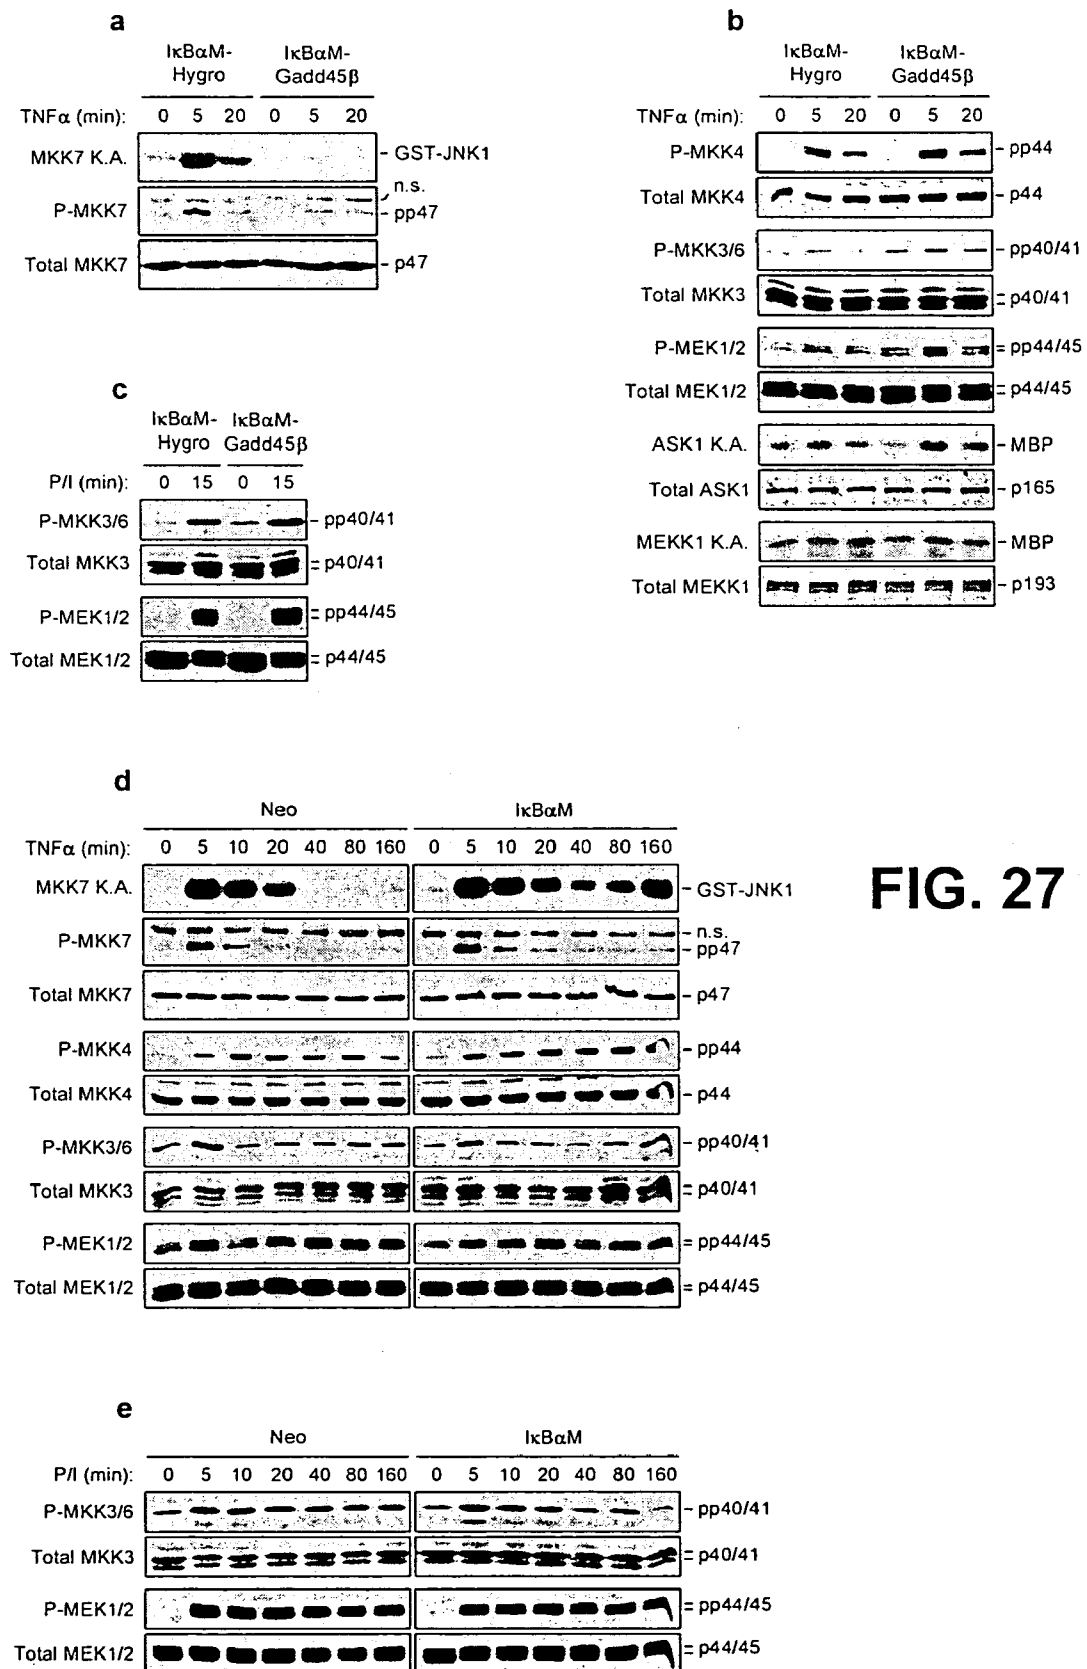 a
IκBαM-
Hygro
IκBαM-
Gadd45β
TNFα (min): 0 5 20 0 5 20
MKK7 K.A. - GST-JNK1
n.s.
P-MKK7 - pp47
Total MKK7 - p47
b
IκBαM-
Hygro
IκBαM-
Gadd45β
TNFα (min): 0 5 20 0 5 20
P-MKK4 - pp44
Total MKK4 - p44
P-MKK3/6 - pp40/41
Total MKK3 = p40/41
P-MEK1/2 = pp44/45
Total MEK1/2 = p44/45
ASK1 K.A. - MBP
Total ASK1 - p165
MEKK1 K.A. - MBP
Total MEKK1 - p193
c
IκBαM-
Hygro
IκBαM-
Gadd45β
P/I (min): 0 15 0 15
P-MKK3/6 - pp40/41
Total MKK3 = p40/41
P-MEK1/2 = pp44/45
Total MEK1/2 = p44/45
d
Neo IκBαM
TNFα (min): 0 5 10 20 40 80 160 0 5 10 20 40 80 160
MKK7 K.A. - GST-JNK1
P-MKK7 - n.s.
- pp47
Total MKK7 - p47
P-MKK4 - pp44
Total MKK4 - p44
P-MKK3/6 - pp40/41
Total MKK3 = p40/41
P-MEK1/2 = pp44/45
Total MEK1/2 = p44/45
FIG. 27
e
Neo IκBαM
P/I (min): 0 5 10 20 40 80 160 0 5 10 20 40 80 160
P-MKK3/6 - pp40/41
Total MKK3 = p40/41
P-MEK1/2 = pp44/45
Total MEK1/2 = p44/45